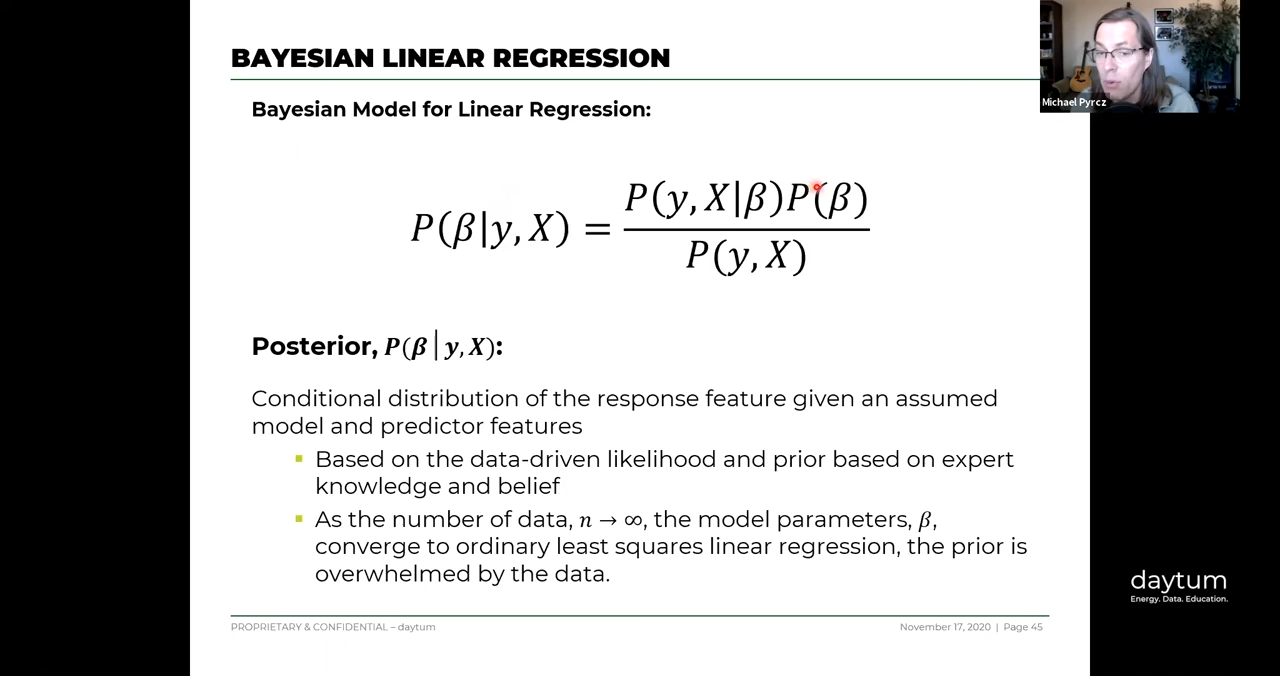 BAYESIAN LINEAR REGRESSION
Michael Pyrcz
Bayesian Model for Linear Regression:
P(β|y, X) = P(y, X|β)P(β) / P(y, X)
Posterior, P(β | y, X):
Conditional distribution of the response feature given an assumed
model and predictor features
▪ Based on the data-driven likelihood and prior based on expert
knowledge and belief
▪ As the number of data, n → ∞, the model parameters, β,
converge to ordinary least squares linear regression, the prior is
overwhelmed by the data.
daytum
Energy. Data. Education.
PROPRIETARY & CONFIDENTIAL – daytum
November 17, 2020 | Page 45